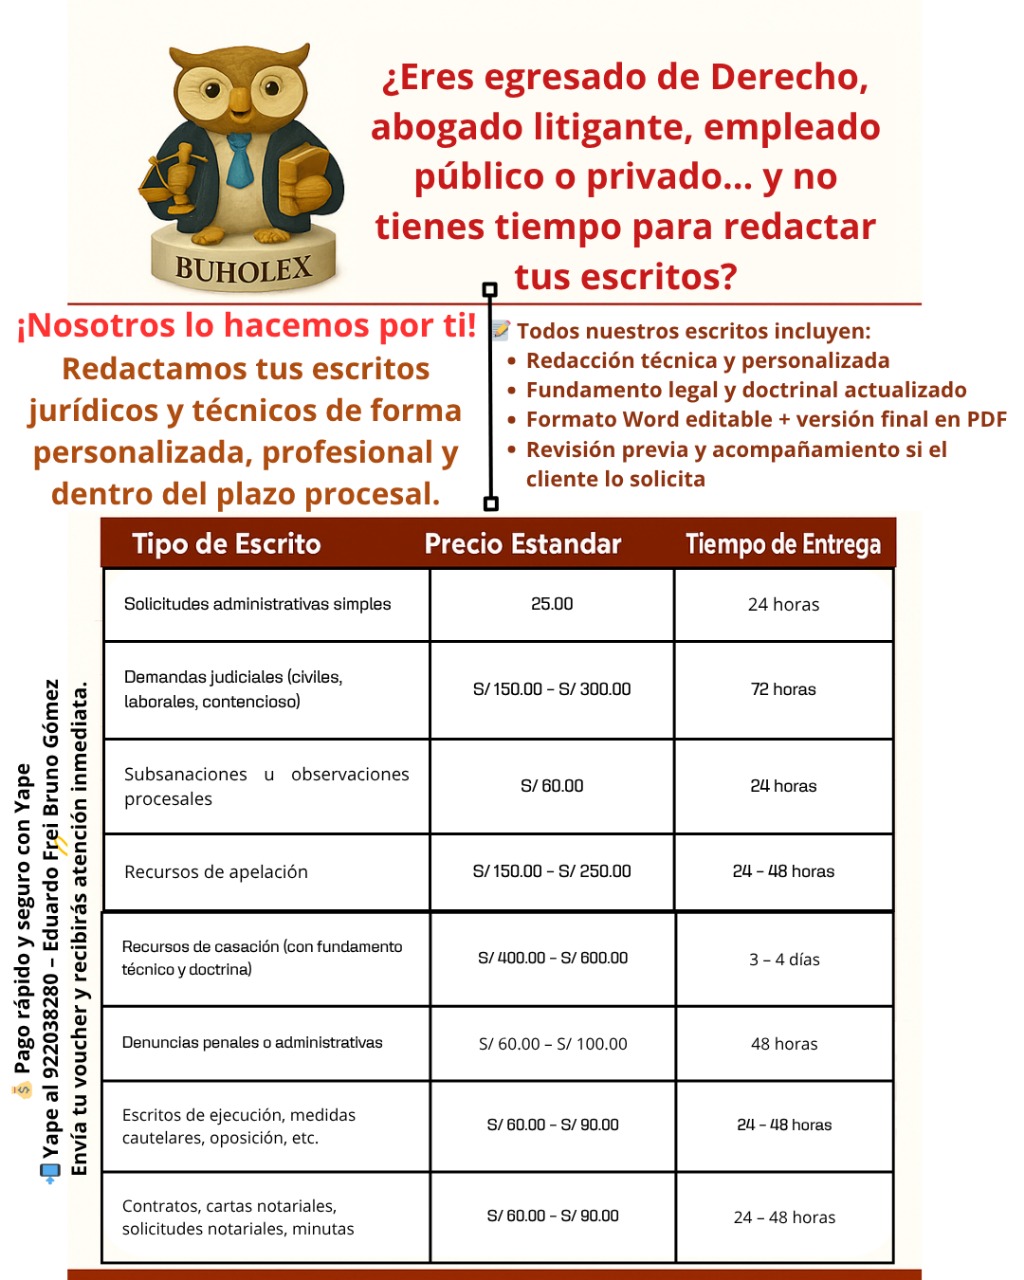 BUHOLEX
¿Eres egresado de Derecho,
abogado litigante, empleado
público o privado... y no
tienes tiempo para redactar
tus escritos?
¡Nosotros lo hacemos por ti!
Redactamos tus escritos
jurídicos y técnicos de forma
personalizada, profesional y
dentro del plazo procesal.
📝 Todos nuestros escritos incluyen:
• Redacción técnica y personalizada
• Fundamento legal y doctrinal actualizado
• Formato Word editable + versión final en PDF
• Revisión previa y acompañamiento si el
cliente lo solicita
Tipo de Escrito Precio Estandar Tiempo de Entrega
Solicitudes administrativas simples 25.00 24 horas
Demandas judiciales (civiles,
laborales, contencioso) S/ 150.00 – S/ 300.00 72 horas
Subsanaciones u observaciones
procesales S/ 60.00 24 horas
Recursos de apelación S/ 150.00 – S/ 250.00 24 – 48 horas
Recursos de casación (con fundamento
técnico y doctrina) S/ 400.00 – S/ 600.00 3 – 4 días
Denuncias penales o administrativas S/ 60.00 – S/ 100.00 48 horas
Escritos de ejecución, medidas
cautelares, oposición, etc. S/ 60.00 – S/ 90.00 24 – 48 horas
Contratos, cartas notariales,
solicitudes notariales, minutas S/ 60.00 – S/ 90.00 24 – 48 horas
💰 Pago rápido y seguro con Yape
📲 Yape al 922038280 – Eduardo Frei Bruno Gómez
Envía tu voucher y recibirás atención inmediata.